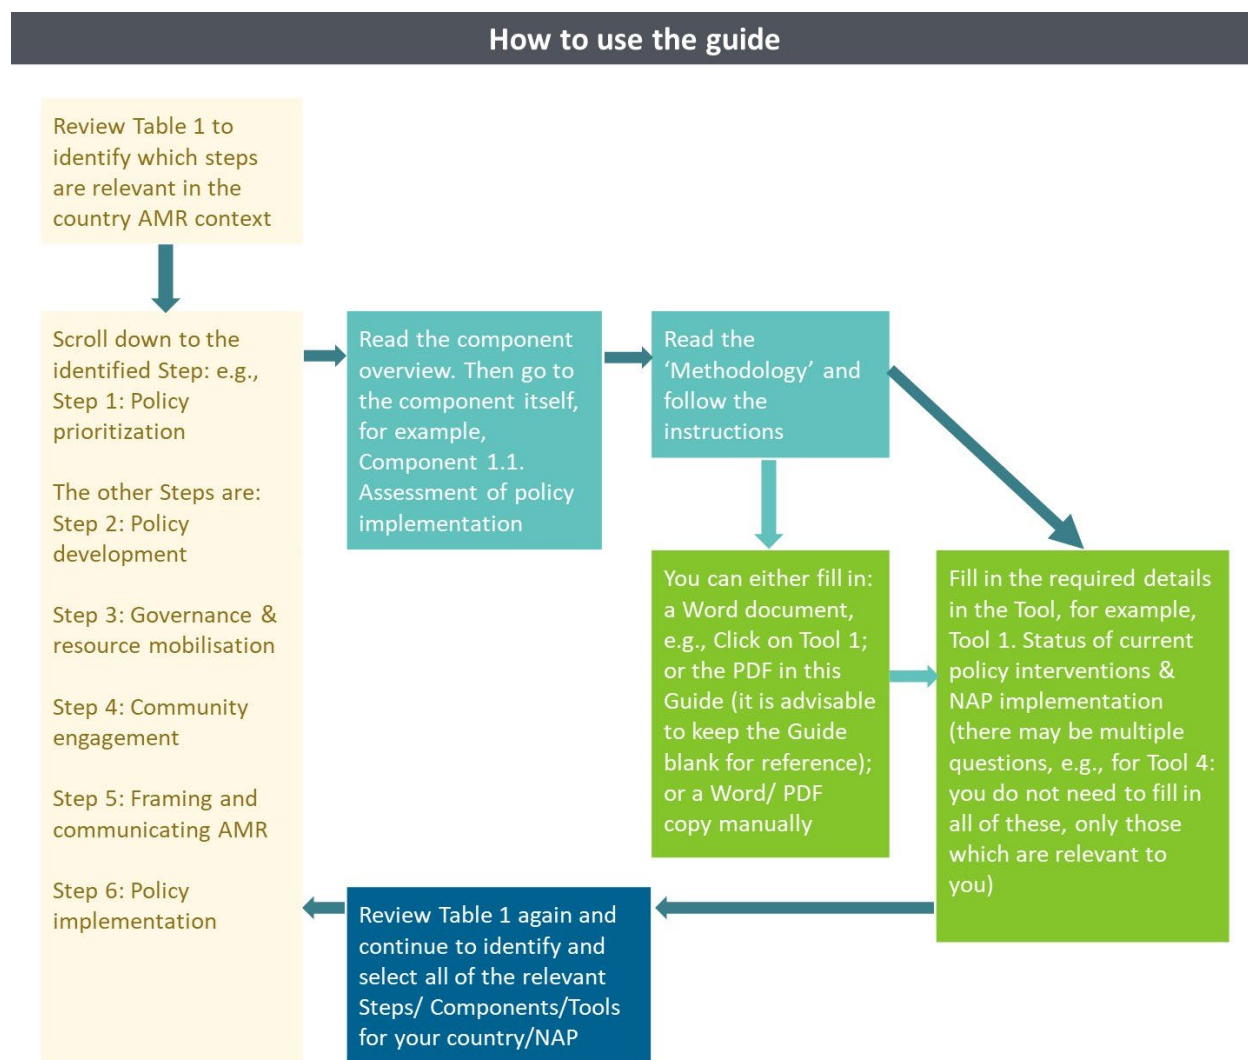 How to use the guide
Review Table 1 to
identify which steps
are relevant in the
country AMR context
Scroll down to the
identified Step: e.g.,
Step 1: Policy
prioritization
The other Steps are:
Step 2: Policy
development
Step 3: Governance &
resource mobilisation
Step 4: Community
engagement
Step 5: Framing and
communicating AMR
Step 6: Policy
implementation
Read the component
overview. Then go to
the component itself,
for example,
Component 1.1.
Assessment of policy
implementation
Read the
‘Methodology’ and
follow the
instructions
You can either fill in:
a Word document,
e.g., Click on Tool 1;
or the PDF in this
Guide (it is advisable
to keep the Guide
blank for reference);
or a Word/ PDF
copy manually
Fill in the required details
in the Tool, for example,
Tool 1. Status of current
policy interventions &
NAP implementation
(there may be multiple
questions, e.g., for Tool 4:
you do not need to fill in
all of these, only those
which are relevant to
you)
Review Table 1 again and
continue to identify and
select all of the relevant
Steps/ Components/Tools
for your country/NAP